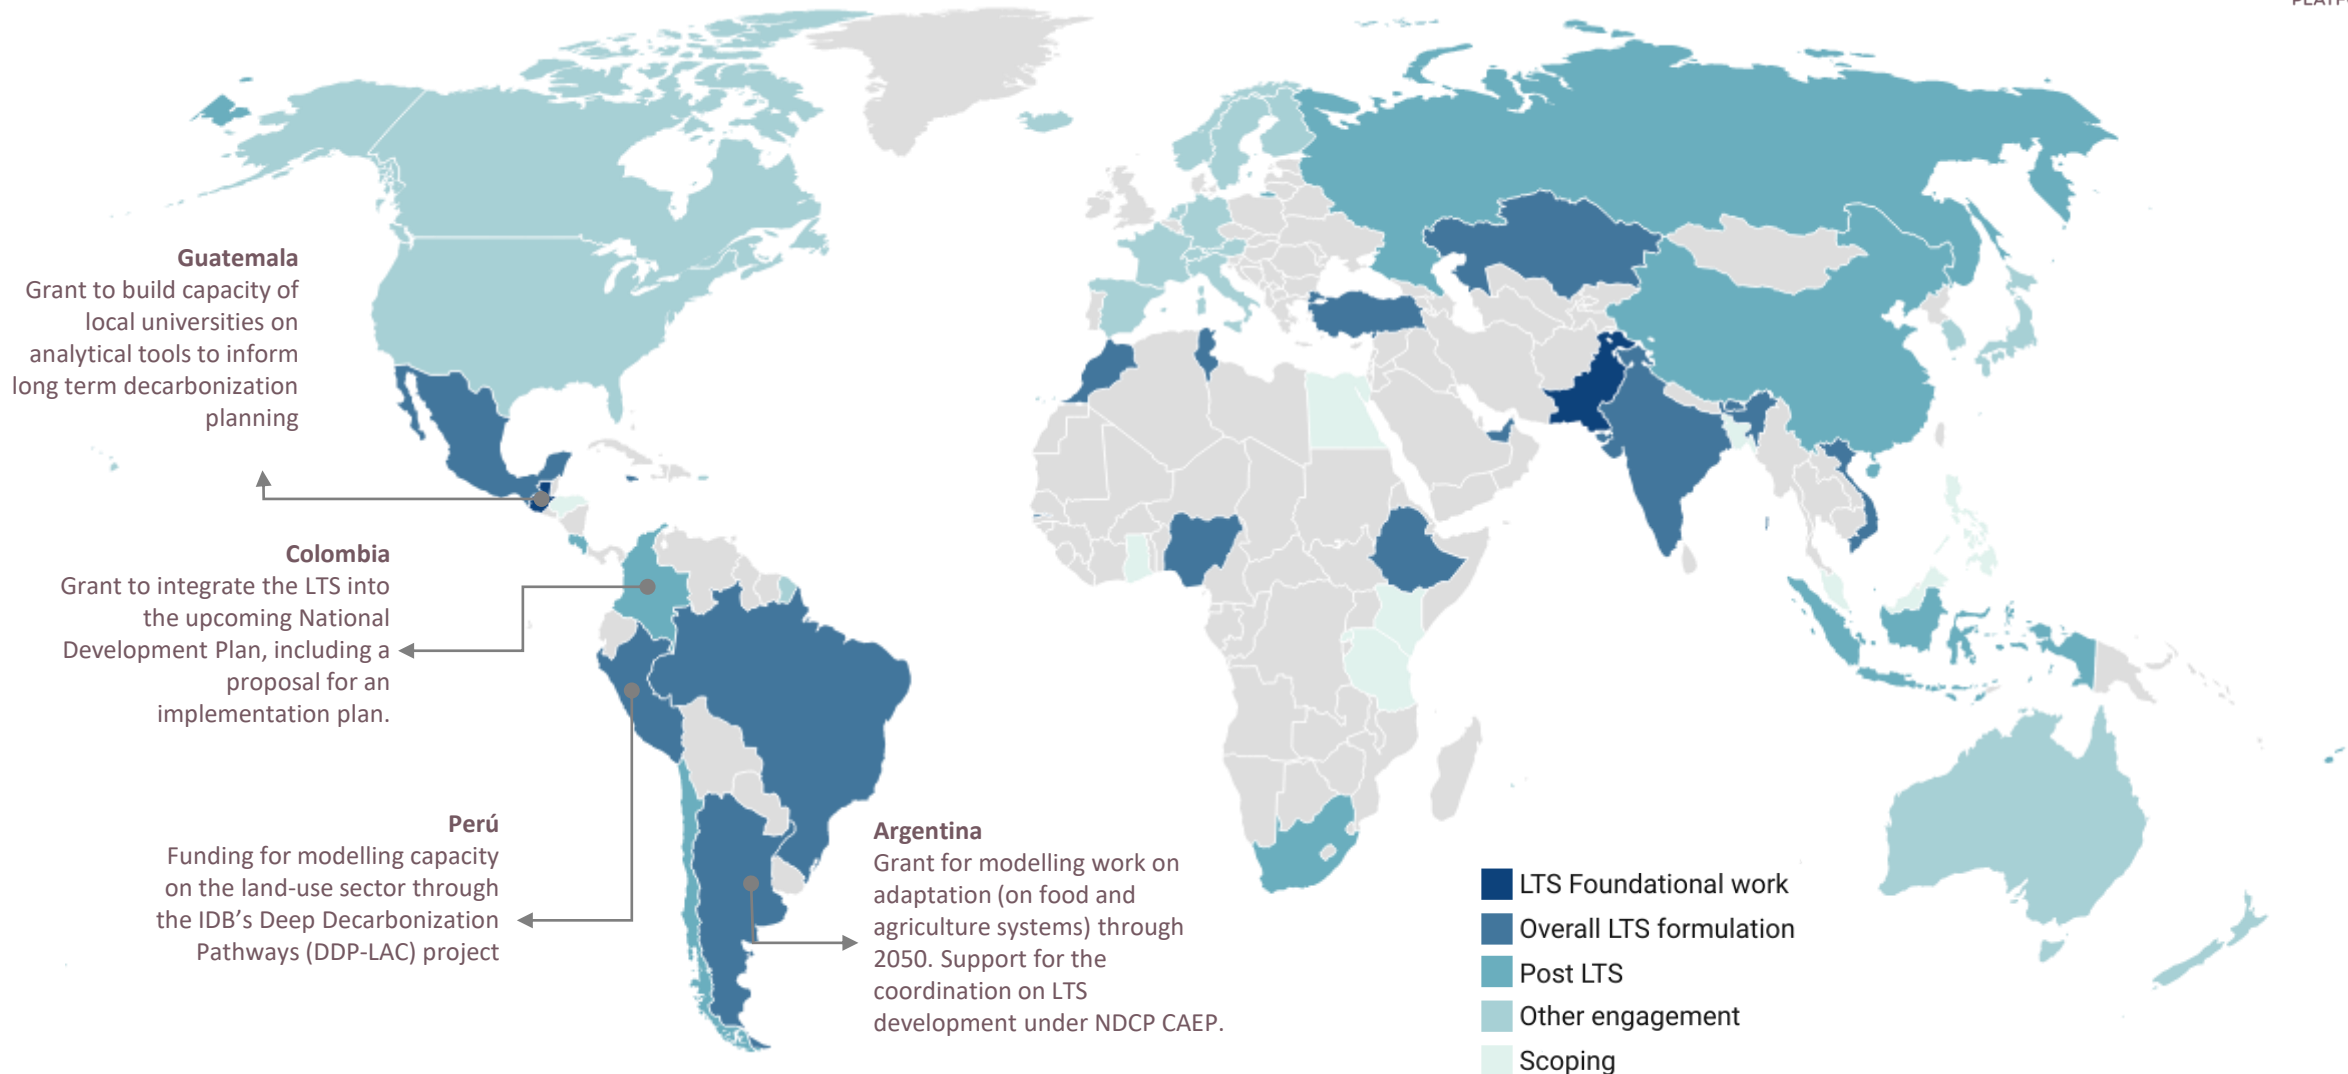 Guatemala
Grant to build capacity of
local universities on
analytical tools to inform
long term decarbonization
planning
Colombia
Grant to integrate the LTS into
the upcoming National
Development Plan, including a
proposal for an
implementation plan.
Perú
Funding for modelling capacity
on the land-use sector through
the IDB’s Deep Decarbonization
Pathways (DDP-LAC) project
Argentina
Grant for modelling work on
adaptation (on food and
agriculture systems) through
2050. Support for the
coordination on LTS
development under NDCP CAEP.
LTS Foundational work
Overall LTS formulation
Post LTS
Other engagement
Scoping